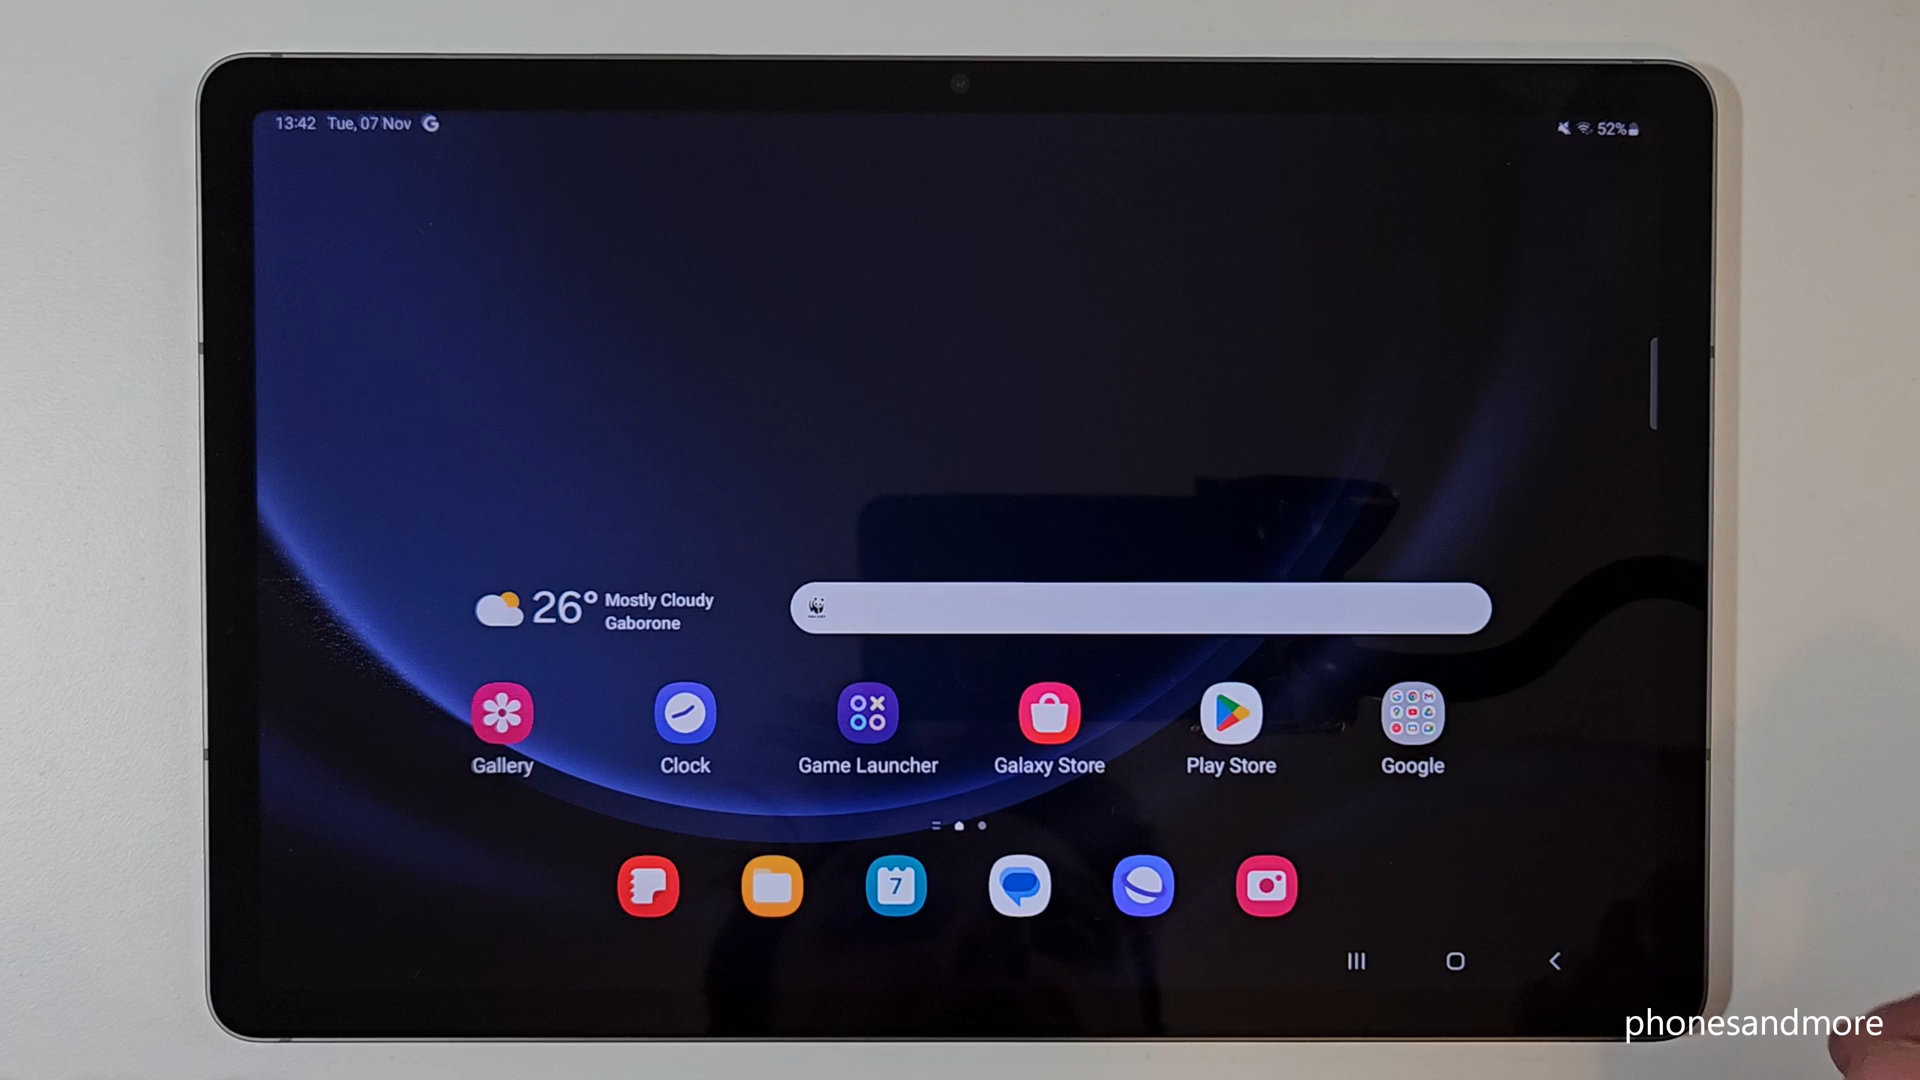 13:42 Tue, 07 Nov G
52%
26° Mostly Cloudy
Gaborone
Gallery Clock Game Launcher Galaxy Store Play Store Google
7
phonesandmore